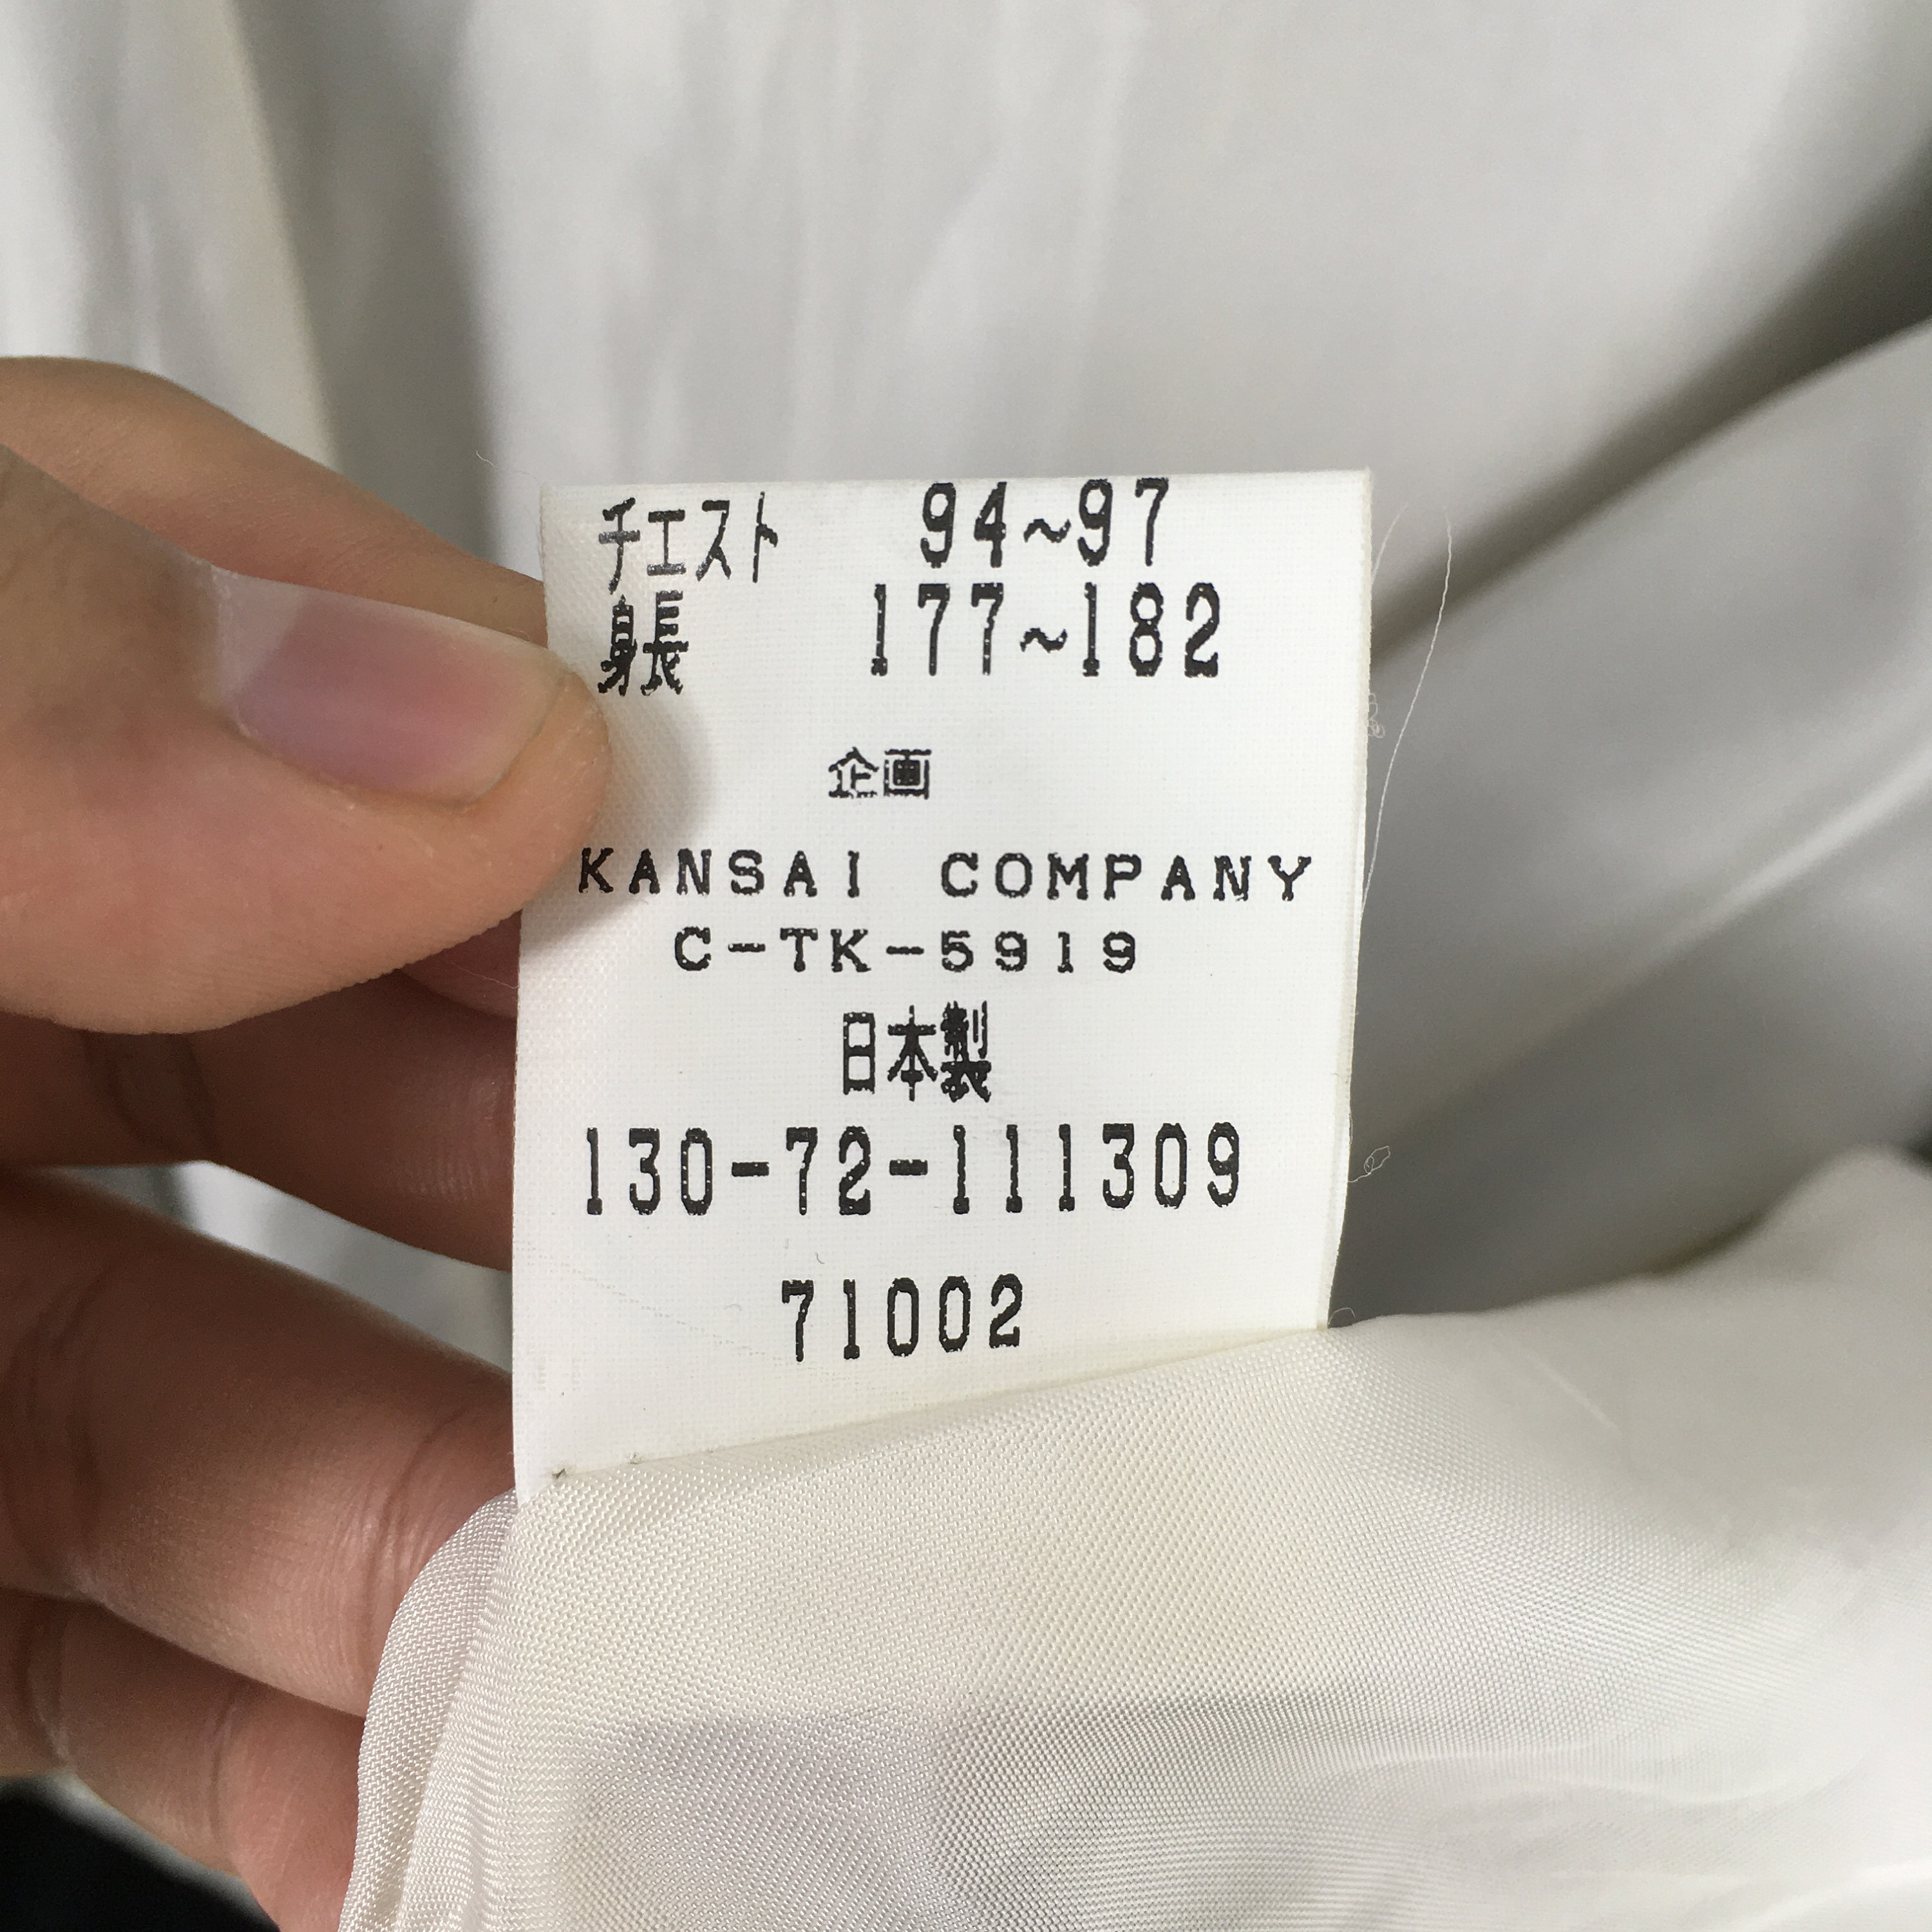 チエスト 94~97
身長 177~182
企画
KANSAI COMPANY
C-TK-5919
日本製
130-72-111309
71002